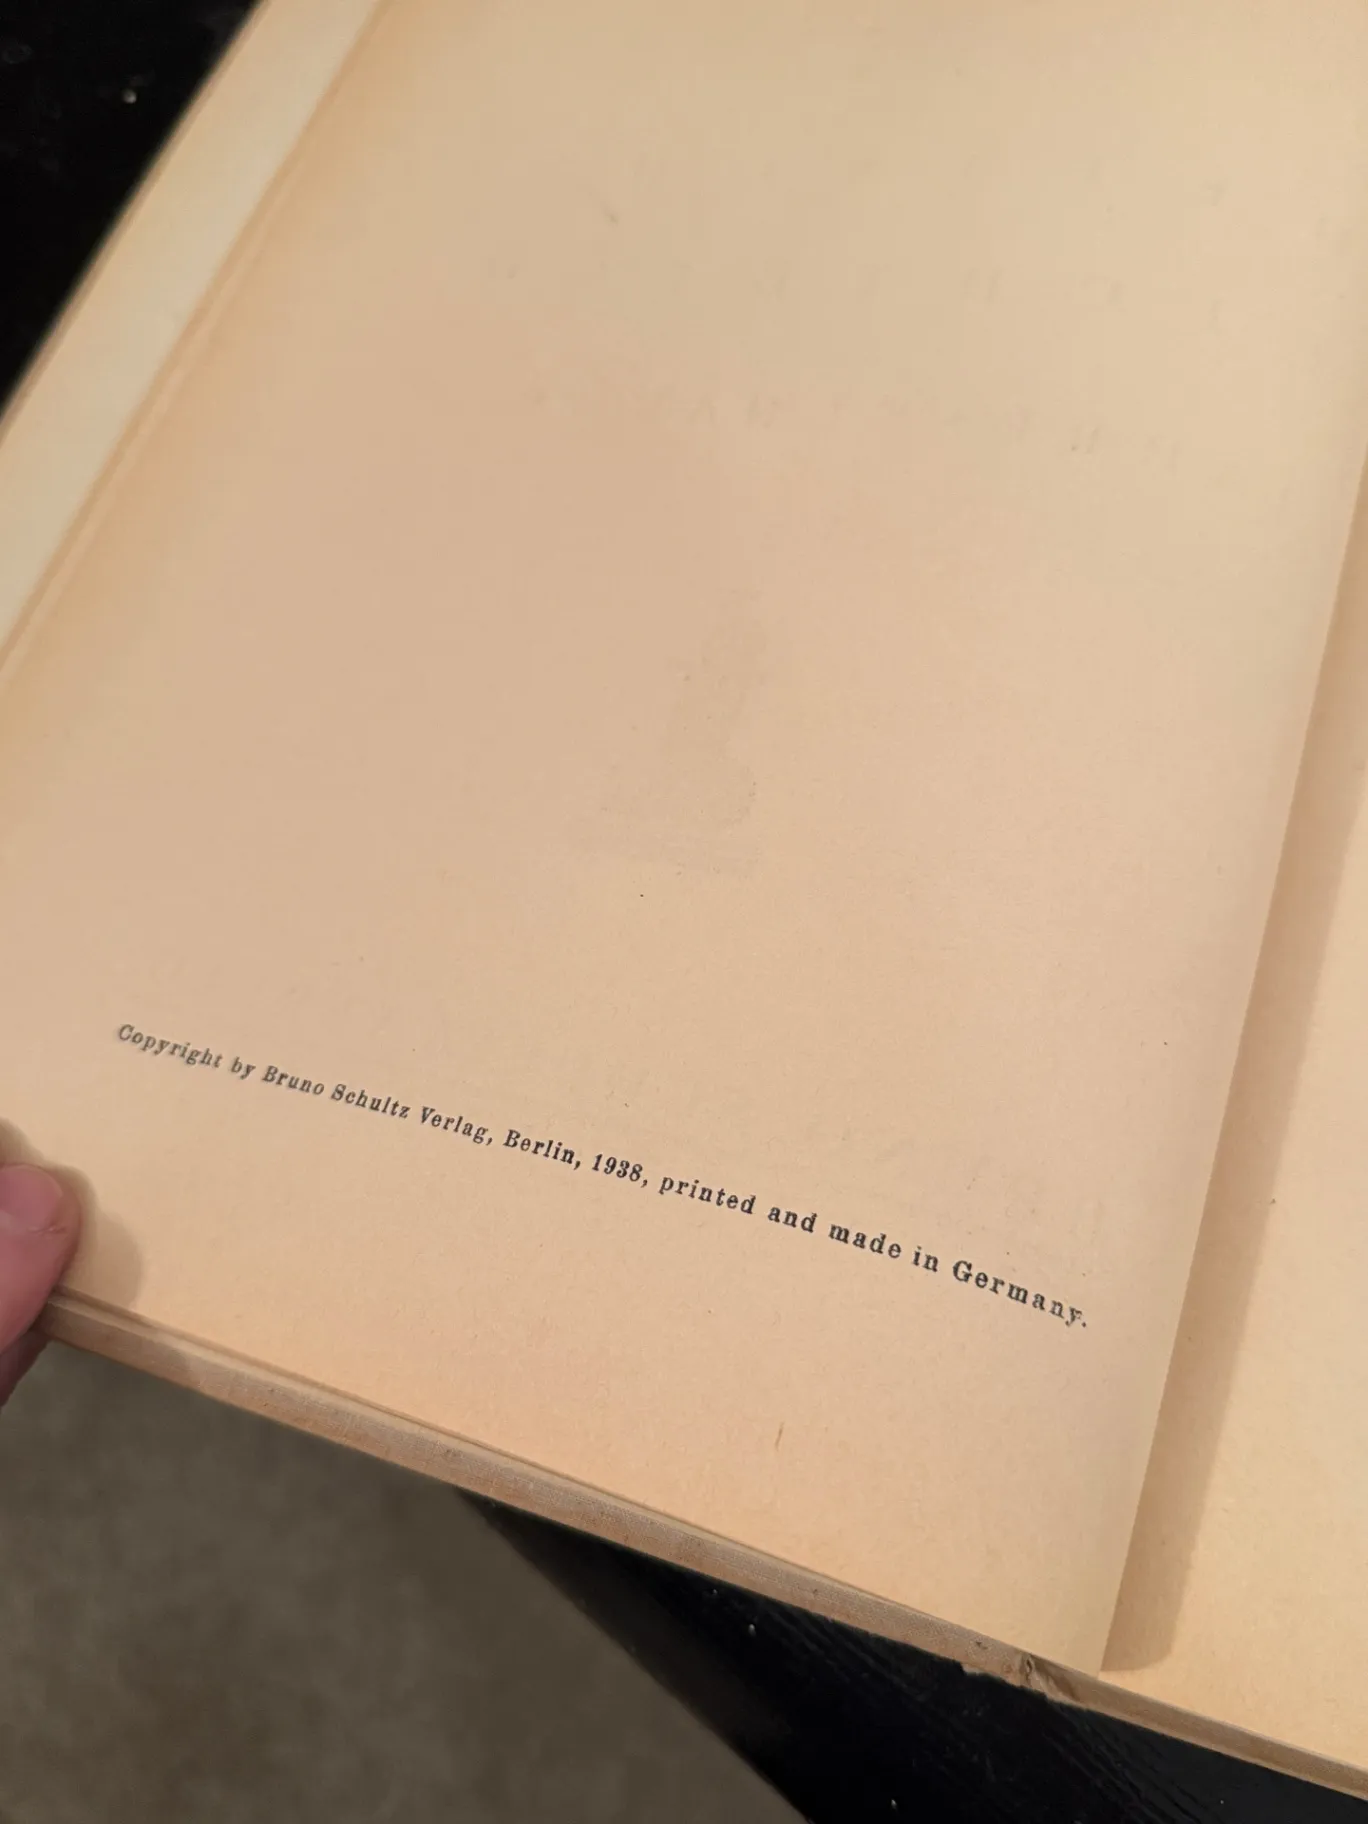 Copyright by Bruno Schultz Verlag, Berlin, 1938, printed and made in Germany.